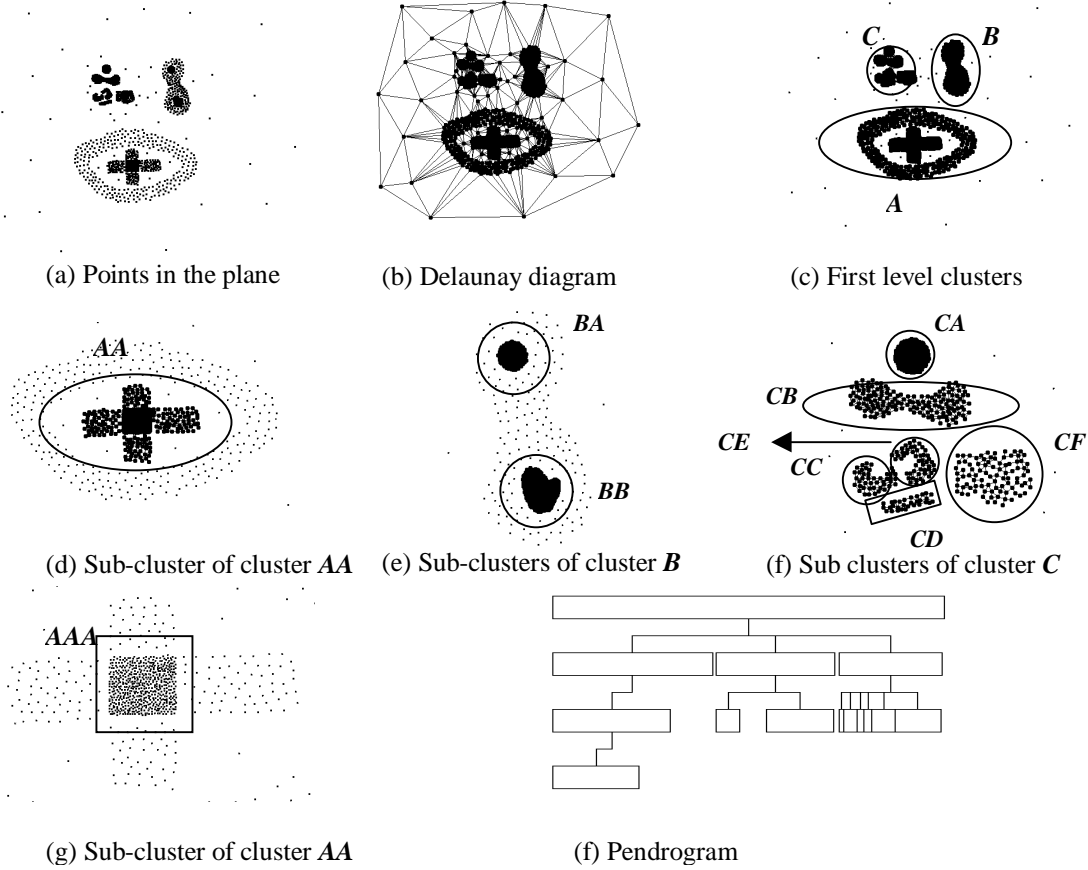 C
B
A
(a) Points in the plane
(b) Delaunay diagram
(c) First level clusters
AA
BA
BB
CA
CB
CE
CC
CF
CD
(d) Sub-cluster of cluster AA
(e) Sub-clusters of cluster B
(f) Sub clusters of cluster C
AAA
(g) Sub-cluster of cluster AA
(f) Pendrogram